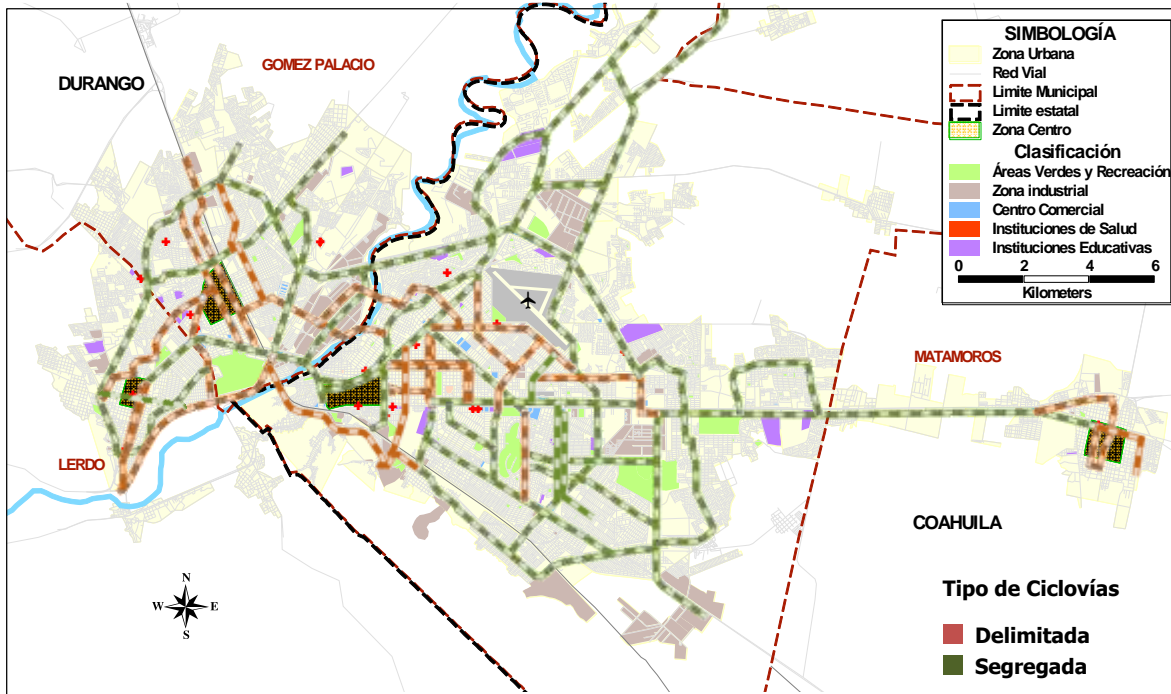 DURANGO
GOMEZ PALACIO
LERDO
MATAMOROS
COAHUILA
N
W E
S
SIMBOLOGÍA
Zona Urbana
Red Vial
Limite Municipal
Limite estatal
Zona Centro
Clasificación
Áreas Verdes y Recreación
Zona industrial
Centro Comercial
Instituciones de Salud
Instituciones Educativas
0 2 4 6
Kilometers
Tipo de Ciclovías
Delimitada
Segregada